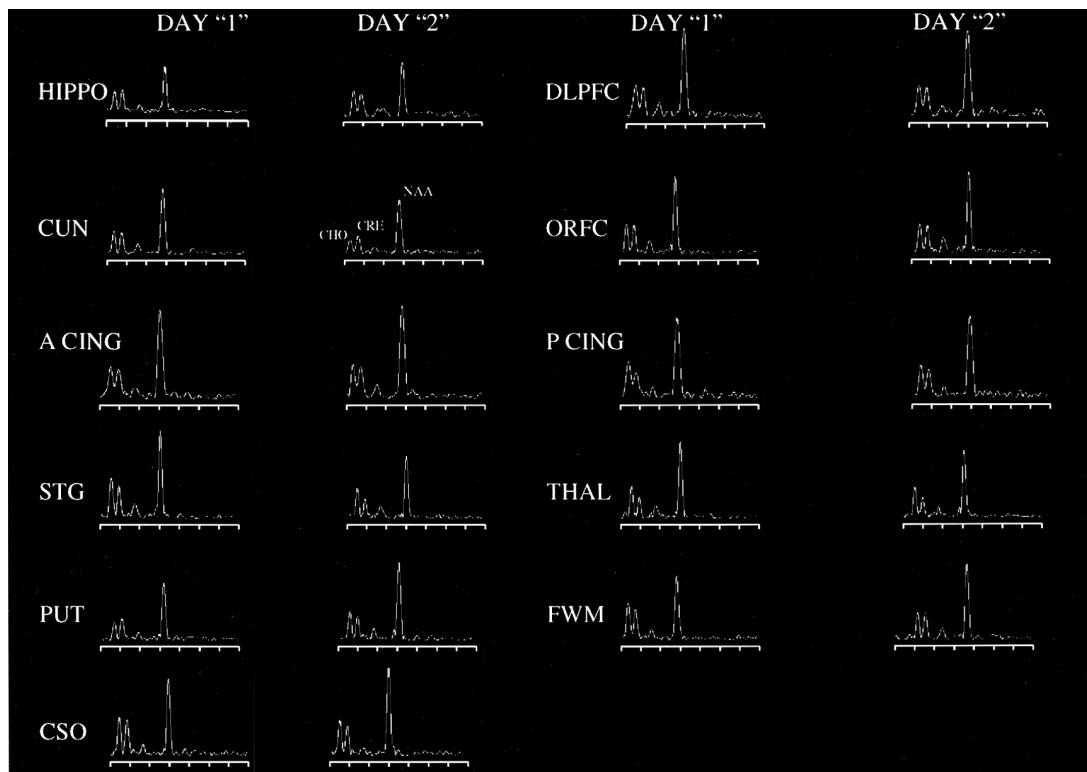 DAY “1” DAY “2” DAY “1” DAY “2”
HIPPO DLPFC
CUN CHO CRE NAA ORFC
A CING P CING
STG THAL
PUT FWM
CSO